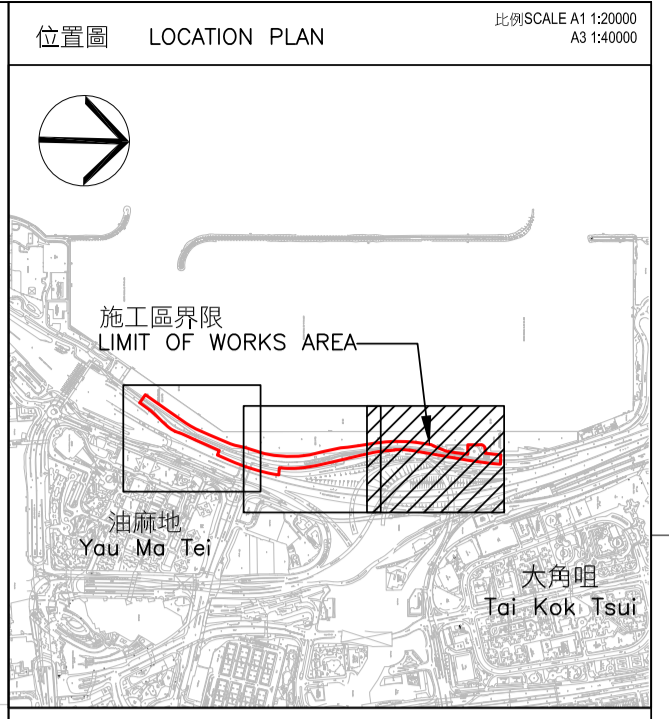 位置圖 LOCATION PLAN
比例SCALE A1 1:20000
A3 1:40000
施工區界限
LIMIT OF WORKS AREA
油麻地
Yau Ma Tei
大角咀
Tai Kok Tsui